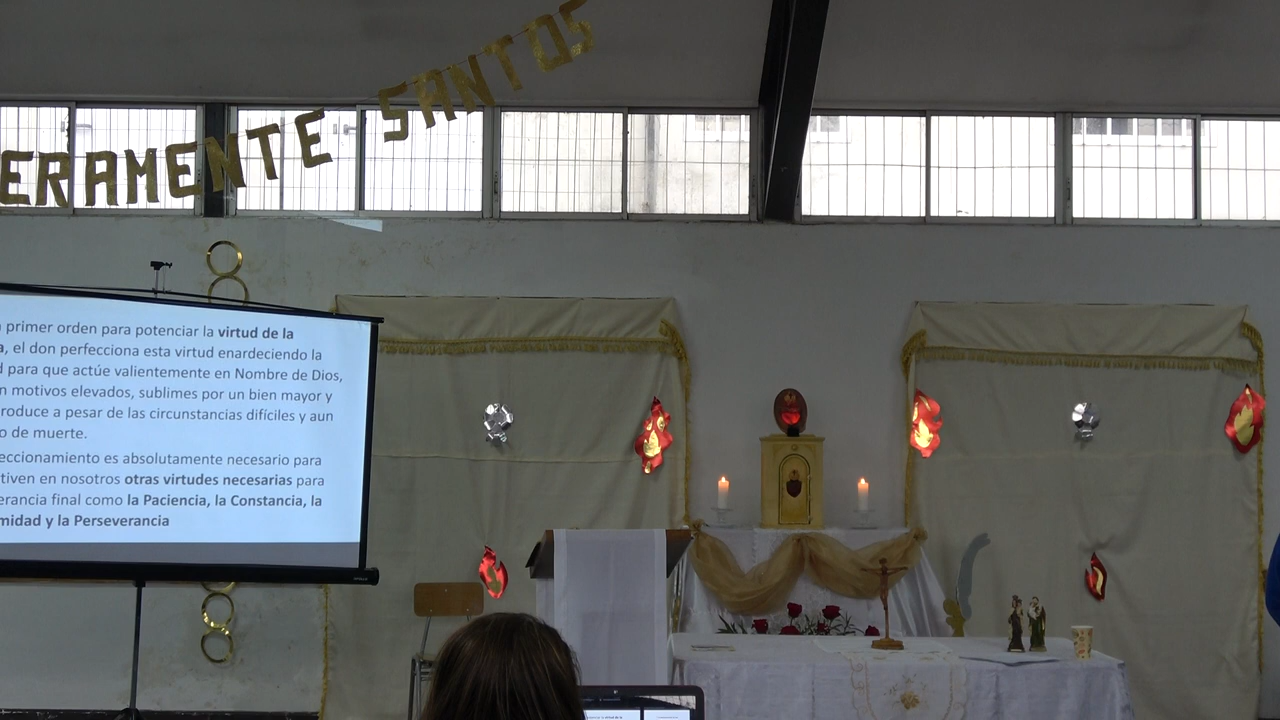 ERAMENTE SANTOS
primer orden para potenciar la virtud de la
, el don perfecciona esta virtud enardeciendo la
d para que actúe valientemente en Nombre de Dios,
n motivos elevados, sublimes por un bien mayor y
roduce a pesar de las circunstancias difíciles y aun
o de muerte.
eccionamiento es absolutamente necesario para
tiven en nosotros otras virtudes necesarias para
erancia final como la Paciencia, la Constancia, la
midad y la Perseverancia